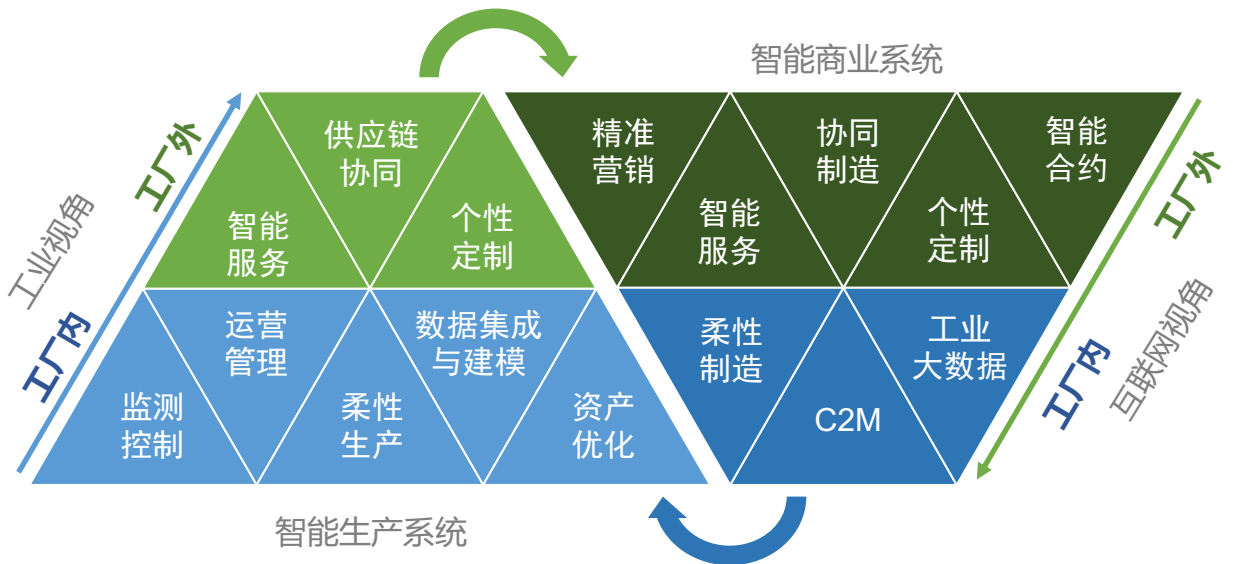 智能商业系统
工业视角
工厂外
工厂内
供应链
协同
智能
服务
个性
定制
运营
管理
数据集成
与建模
监测
控制
柔性
生产
资产
优化
智能生产系统
精准
营销
协同
制造
智能
合约
智能
服务
个性
定制
柔性
制造
工业
大数据
C2M
工厂外
工厂内
互联网视角